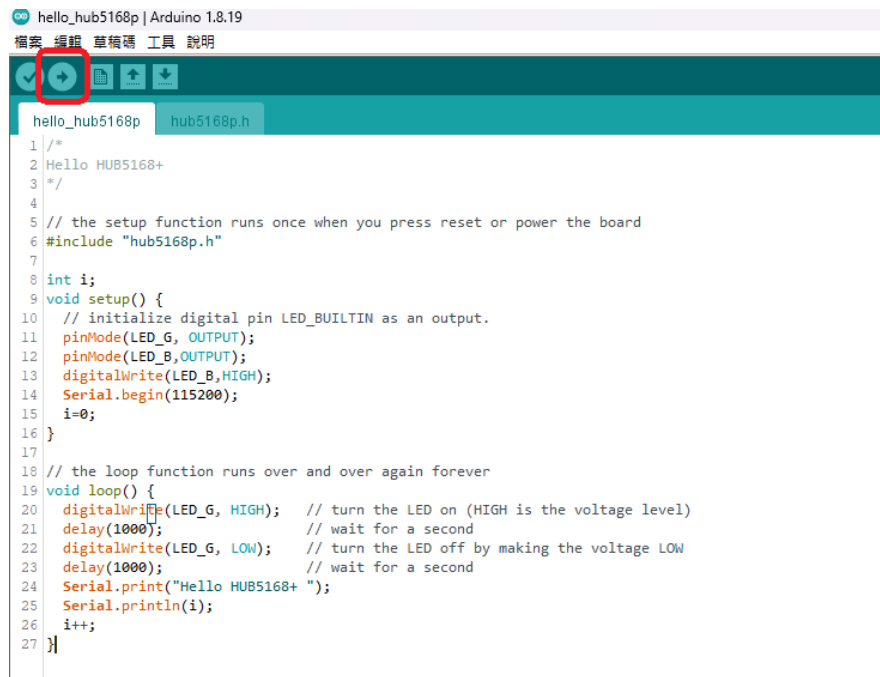 hello_hub5168p | Arduino 1.8.19
檔案 編輯 草稿碼 工具 說明
hello_hub5168p hub5168p.h
1 /*
2 Hello HUB5168+
3 */
4
5 // the setup function runs once when you press reset or power the board
6 #include "hub5168p.h"
7
8 int i;
9 void setup() {
10 // initialize digital pin LED_BUILTIN as an output.
11 pinMode(LED_G, OUTPUT);
12 pinMode(LED_B,OUTPUT);
13 digitalWrite(LED_B,HIGH);
14 Serial.begin(115200);
15 i=0;
16 }
17
18 // the loop function runs over and over again forever
19 void loop() {
20 digitalWrite(LED_G, HIGH); // turn the LED on (HIGH is the voltage level)
21 delay(1000); // wait for a second
22 digitalWrite(LED_G, LOW); // turn the LED off by making the voltage LOW
23 delay(1000); // wait for a second
24 Serial.print("Hello HUB5168+ ");
25 Serial.println(i);
26 i++;
27 }